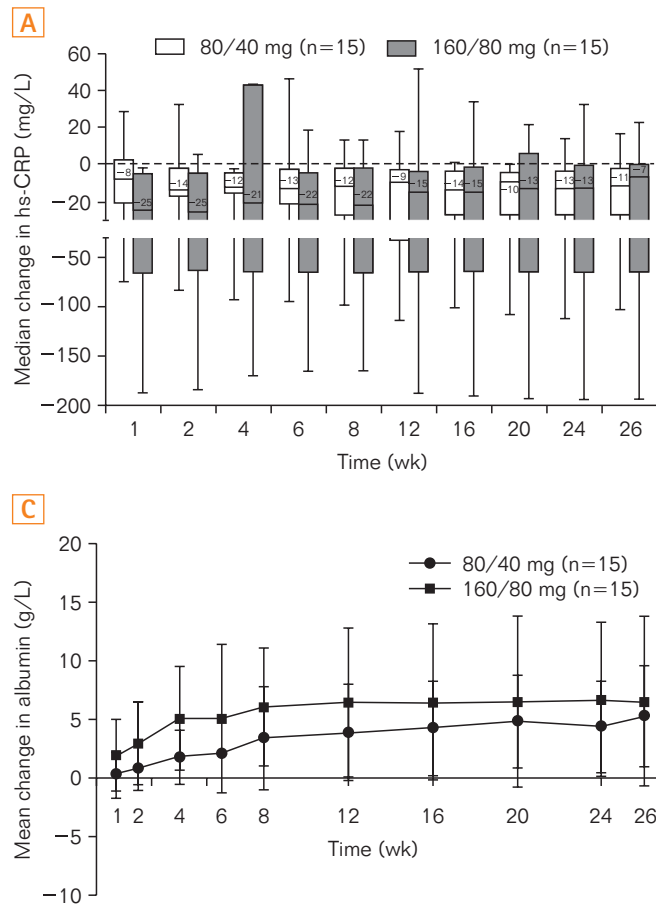 A
80/40 mg (n=15) 160/80 mg (n=15)
Median change in hs-CRP (mg/L)
60
40
20
0
−20
−50
−100
−150
−200
−8 −25 −14 −25 −12 −21 −13 −22 −12 −22 −9 −15 −14 −15 −10 −13 −13 −13 −11 −7
1 2 4 6 8 12 16 20 24 26
Time (wk)
C
80/40 mg (n=15)
160/80 mg (n=15)
Mean change in albumin (g/L)
20
15
10
5
0
−5
−10
1 2 4 6 8 12 16 20 24 26
Time (wk)